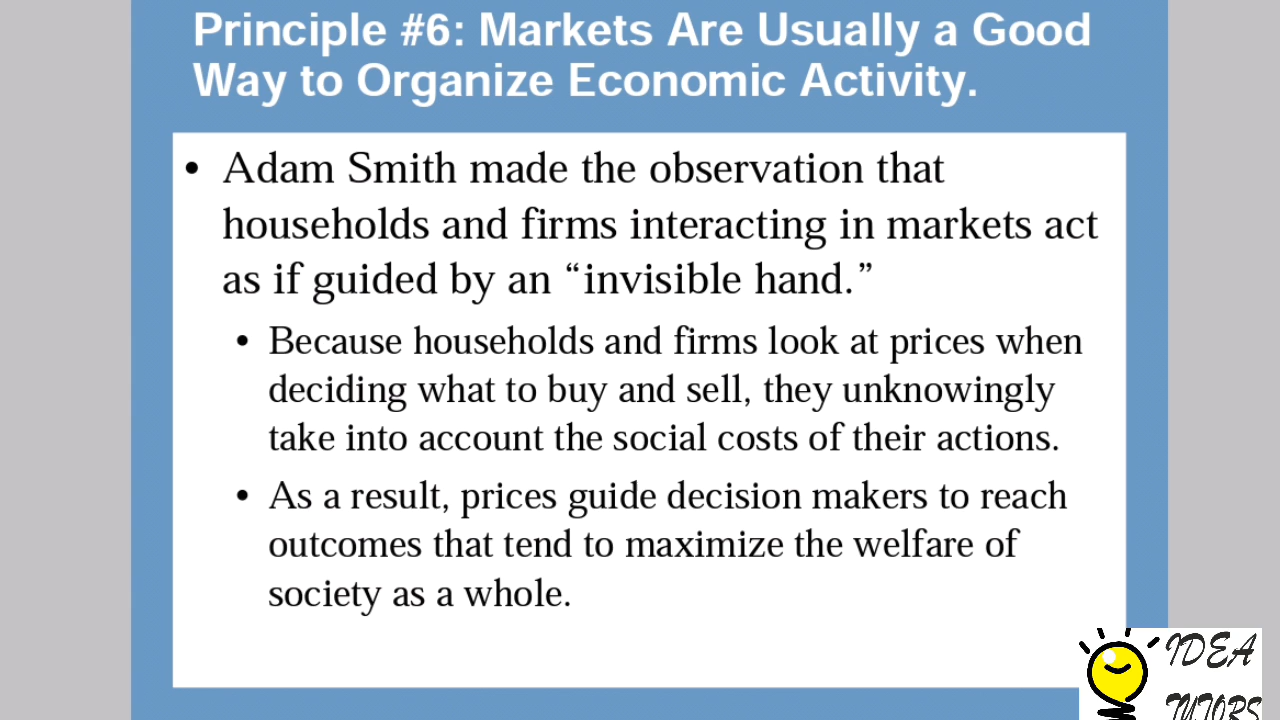 Principle #6: Markets Are Usually a Good
Way to Organize Economic Activity.
• Adam Smith made the observation that
households and firms interacting in markets act
as if guided by an “invisible hand.”
• Because households and firms look at prices when
deciding what to buy and sell, they unknowingly
take into account the social costs of their actions.
• As a result, prices guide decision makers to reach
outcomes that tend to maximize the welfare of
society as a whole.
IDEA
TUTORS